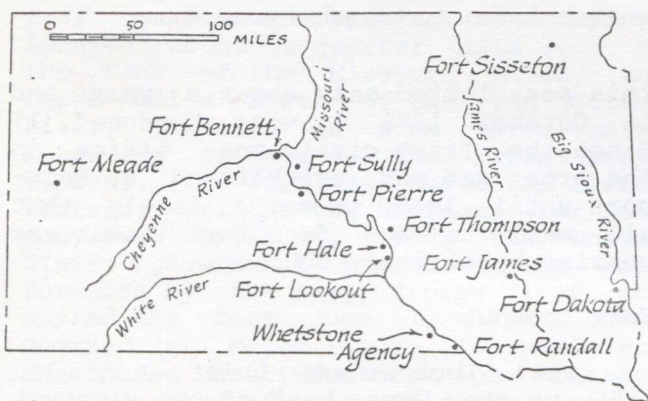 0 50 100
MILES
Fort Sisseton
Missouri
River
James
River
Big Sioux River
Fort Bennett
Fort Meade
Cheyenne River
Fort Sully
Fort Pierre
Fort Thompson
Fort Hale
Fort James
Fort Lookout
White River
Fort Dakota
Whetstone
Agency
Fort Randall